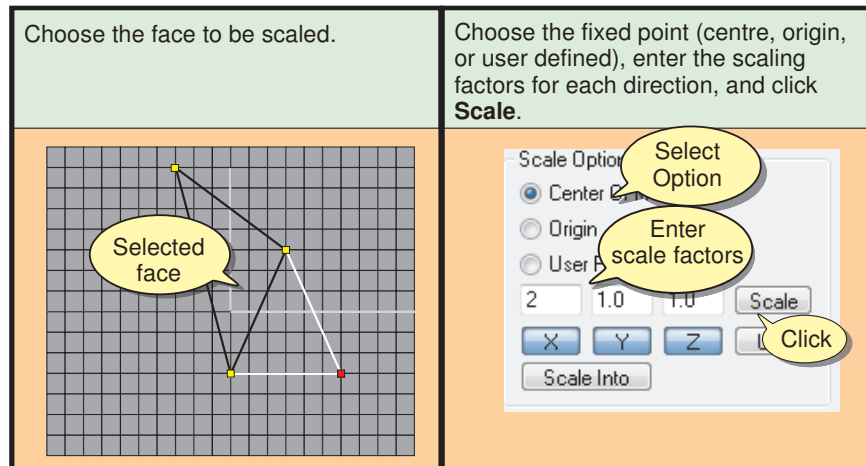 Choose the face to be scaled.
Choose the fixed point (centre, origin,
or user defined), enter the scaling
factors for each direction, and click
Scale.
Selected
face
Scale
Select
Option
Center
Origin
Enter
scale factors
User
2 1.0 1.0 Scale
X Y Z
Click
Scale Into